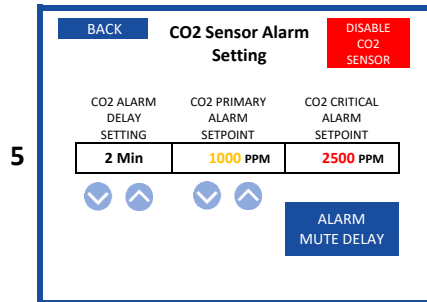 BACK
CO2 Sensor Alarm
Setting
DISABLE
CO2
SENSOR
CO2 ALARM
DELAY
SETTING
CO2 PRIMARY
ALARM
SETPOINT
CO2 CRITICAL
ALARM
SETPOINT
5
2 Min
1000 PPM
2500 PPM
ALARM
MUTE DELAY